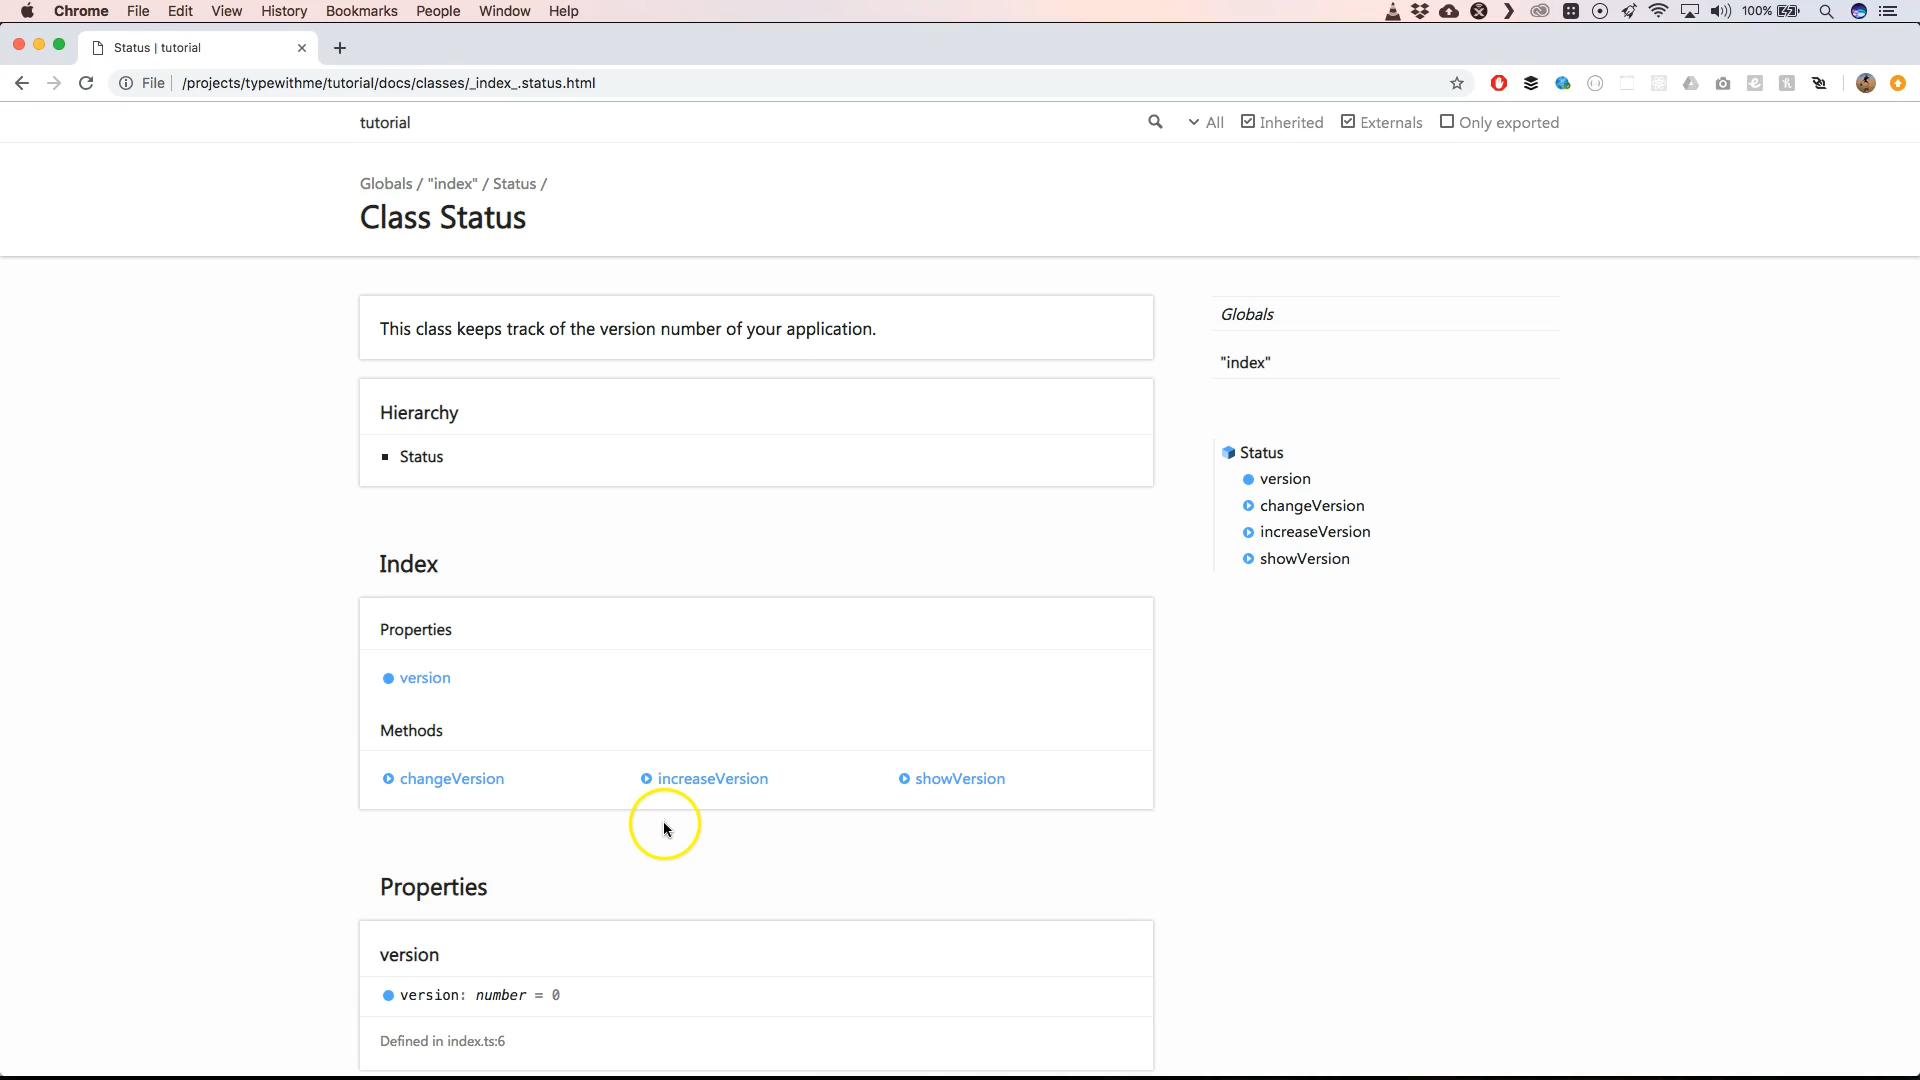 Chrome File Edit View History Bookmarks People Window Help 100%
Status | tutorial
File /projects/typewithme/tutorial/docs/classes/_index_.status.html
tutorial All Inherited Externals Only exported
Globals / "index" / Status /
Class Status
This class keeps track of the version number of your application.
Hierarchy
Status
Index
Properties
version
Methods
changeVersion increaseVersion showVersion
Properties
version
version: number = 0
Defined in index.ts:6
Globals
"index"
Status
version
changeVersion
increaseVersion
showVersion